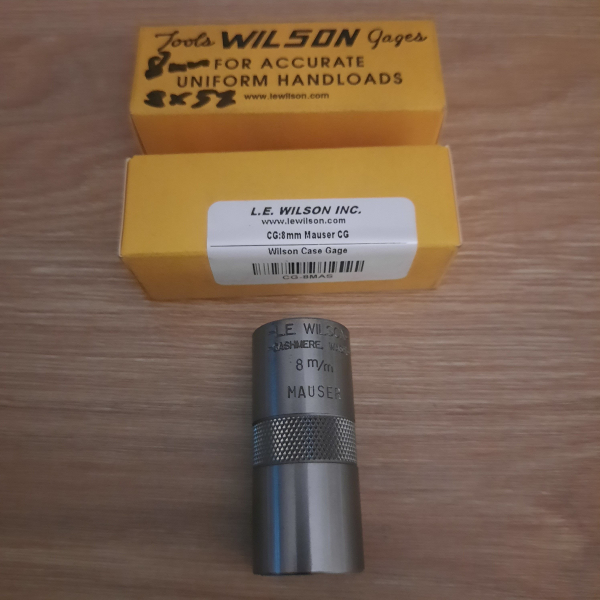 Tools WILSON Gages
8mm FOR ACCURATE
UNIFORM HANDLOADS
8x57 www.lewilson.com
L.E. WILSON INC.
www.lewilson.com
CG:8mm Mauser CG
Wilson Case Gage
CG-8MAS
L.E. WILSON
CASHMERE,
8 m/m
MAUSER